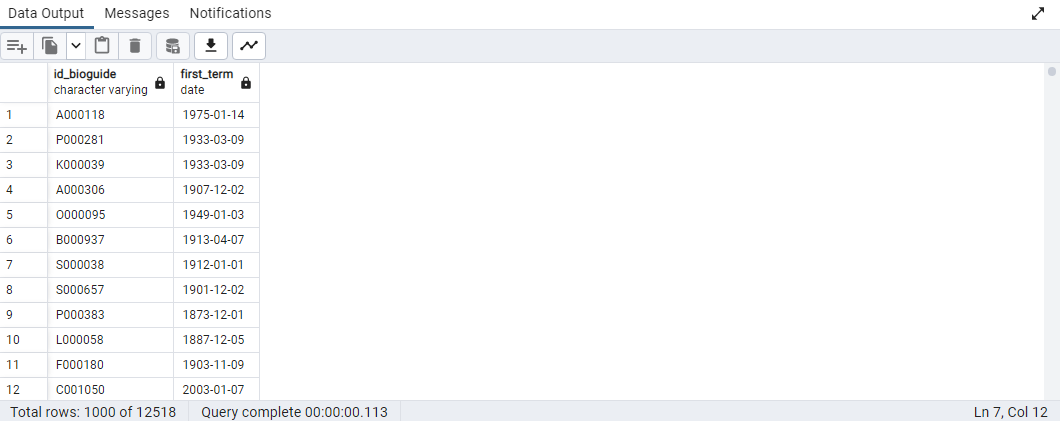 Data Output Messages Notifications
id_bioguide first_term
character varying date
1 A000118 1975-01-14
2 P000281 1933-03-09
3 K000039 1933-03-09
4 A000306 1907-12-02
5 O000095 1949-01-03
6 B000937 1913-04-07
7 S000038 1912-01-01
8 S000657 1901-12-02
9 P000383 1873-12-01
10 L000058 1887-12-05
11 F000180 1903-11-09
12 C001050 2003-01-07
Total rows: 1000 of 12518 Query complete 00:00:00.113 Ln 7, Col 12